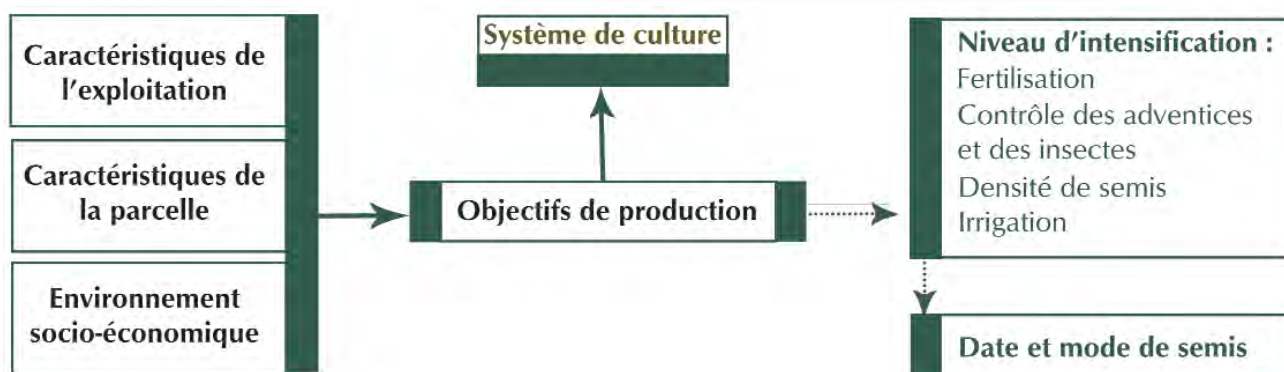 Caractéristiques de
l'exploitation
Caractéristiques de
la parcelle
Environnement
socio-économique
Système de culture
Objectifs de production
Niveau d'intensification :
Fertilisation
Contrôle des adventices
et des insectes
Densité de semis
Irrigation
Date et mode de semis